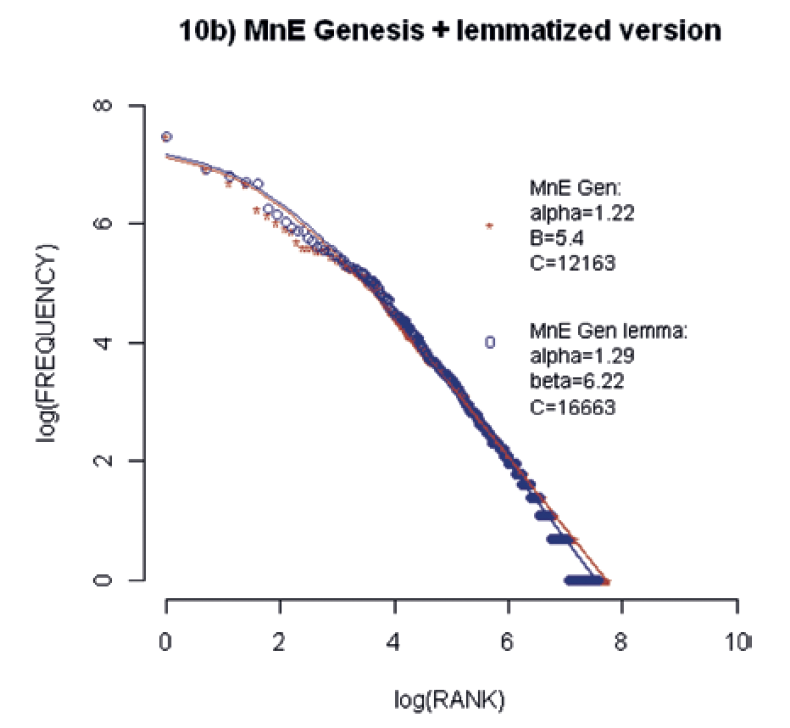 10b) MnE Genesis + lemmatized version
8
6
4
2
0
log(FREQUENCY)
MnE Gen:
alpha=1.22
B=5.4
C=12163
MnE Gen lemma:
alpha=1.29
beta=6.22
C=16663
0 2 4 6 8 10
log(RANK)